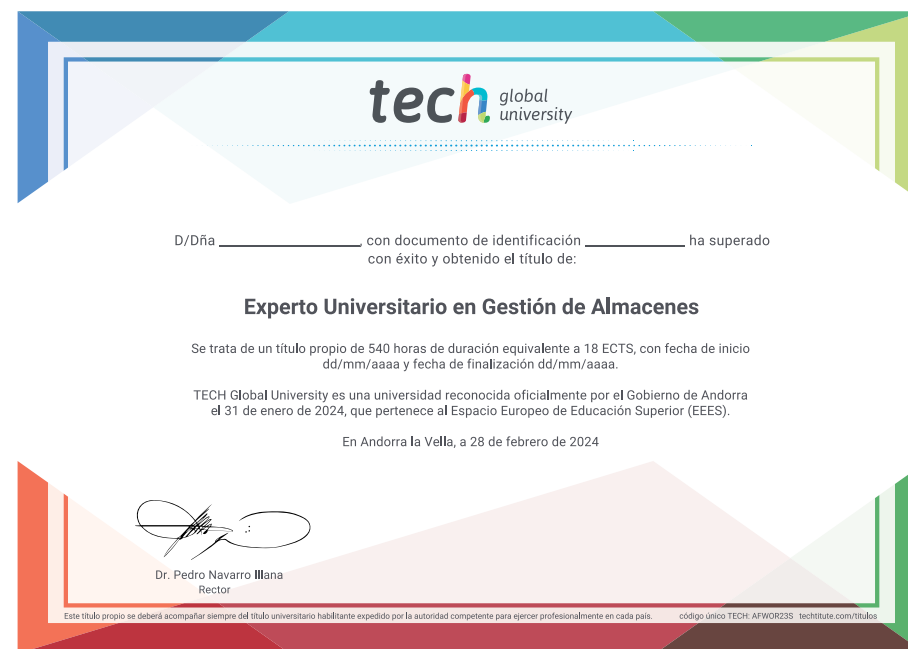 tech global university
D/Dña ________________, con documento de identificación ____________ ha superado
con éxito y obtenido el título de:
Experto Universitario en Gestión de Almacenes
Se trata de un título propio de 540 horas de duración equivalente a 18 ECTS, con fecha de inicio
dd/mm/aaaa y fecha de finalización dd/mm/aaaa.
TECH Global University es una universidad reconocida oficialmente por el Gobierno de Andorra
el 31 de enero de 2024, que pertenece al Espacio Europeo de Educación Superior (EEES).
En Andorra la Vella, a 28 de febrero de 2024
Dr. Pedro Navarro Illana
Rector
Este título propio se deberá acompañar siempre del título universitario habilitante expedido por la autoridad competente para ejercer profesionalmente en cada país. código único TECH: AFWOR23S techtitute.com/titulos